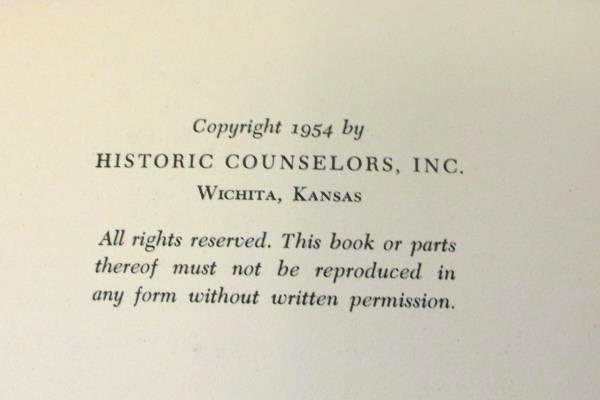 Copyright 1954 by
HISTORIC COUNSELORS, INC.
WICHITA, KANSAS
All rights reserved. This book or parts
thereof must not be reproduced in
any form without written permission.